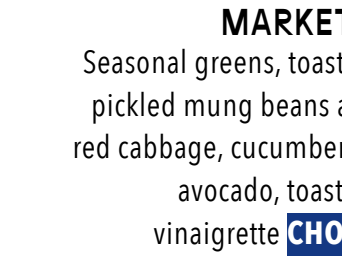 MARKET
Seasonal greens, toast
pickled mung beans a
red cabbage, cucumber
avocado, toast
vinaigrette CHO